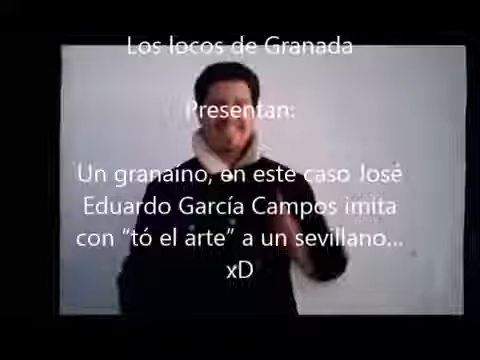 Los locos de Granada
Presentan:
Un granaíno, en este caso José
Eduardo García Campos imita
con “tó el arte” a un sevillano...
xD